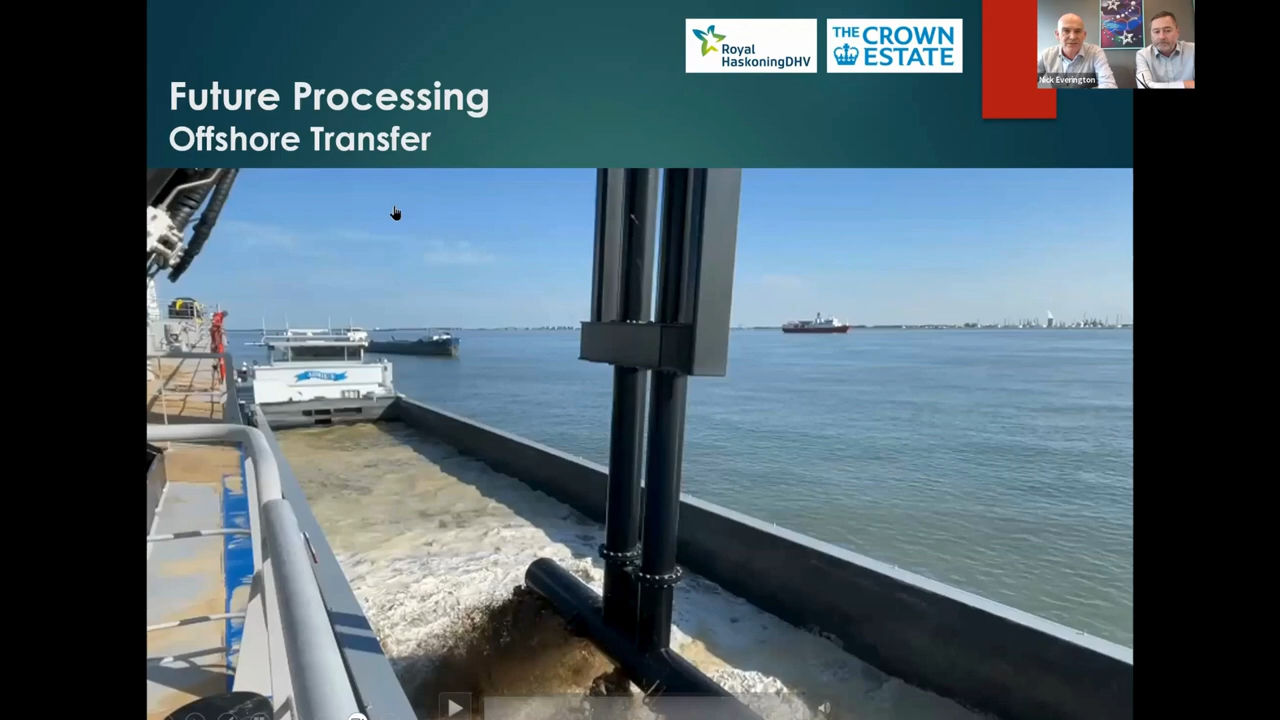 Future Processing
Offshore Transfer
Royal
HaskoningDHV
THE CROWN
ESTATE
Nick Everington